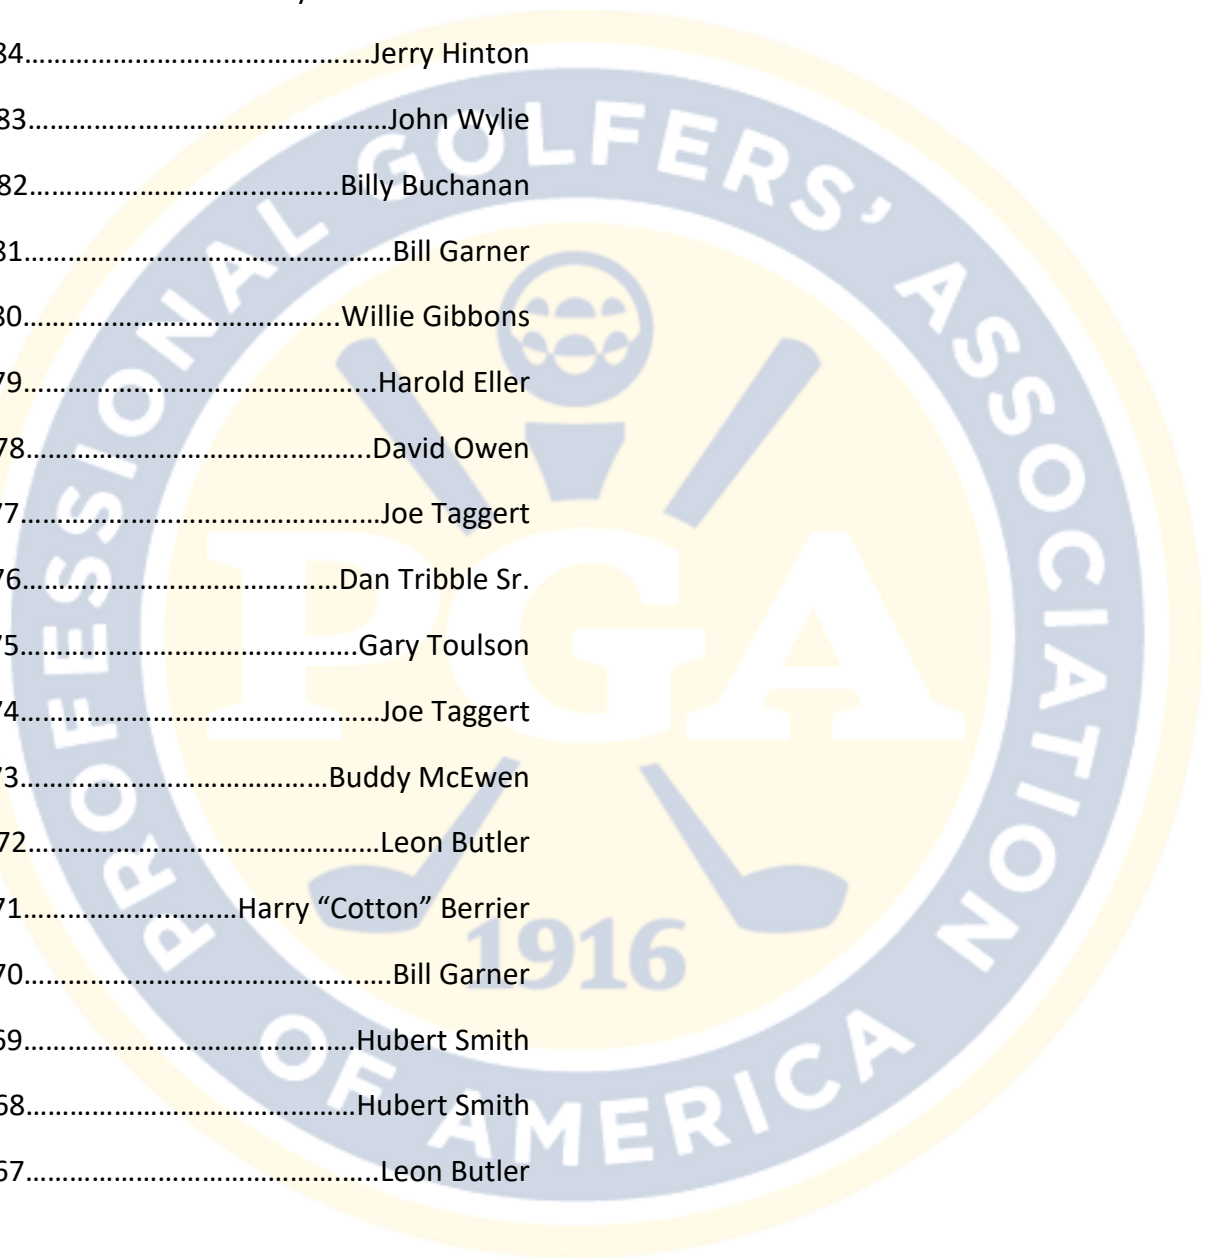 84……………………………………….Jerry Hinton
83…………………………………………John Wylie
82……………………………………Billy Buchanan
81………………………………………….Bill Garner
80……………………………………Willie Gibbons
79………………………………………..Harold Eller
78……………………………………….David Owen
77…………………………………………Joe Taggert
76……………………………………Dan Tribble Sr.
75………………………………………Gary Toulson
74…………………………………………Joe Taggert
73…………………………………..Buddy McEwen
72………………………………………..Leon Butler
71………………………..Harry “Cotton” Berrier
70………………………………………….Bill Garner
69……………………………………..Hubert Smith
68……………………………………..Hubert Smith
67………………………………………..Leon Butler
PROFESSIONAL GOLFERS’ ASSOCIATION
OF AMERICA
PGA
1916